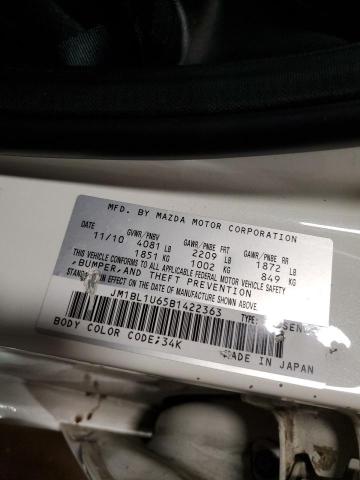 MFD. BY MAZDA MOTOR CORPORATION
DATE GVWR/PNBV GAWR/PNBE FRT GAWR/PNBE RR
11/10 4081 LB 2209 LB 1872 LB
1851 KG 1002 KG 849 KG
THIS VEHICLE CONFORMS TO ALL APPLICABLE FEDERAL MOTOR VEHICLE SAFETY
,BUMPER,AND THEFT PREVENTION
STANDARDS IN EFFECT ON THE DATE OF MANUFACTURE SHOWN ABOVE.
JM1BL1U65B1422363 TYPE:
BODY COLOR CODE;34K MADE IN JAPAN